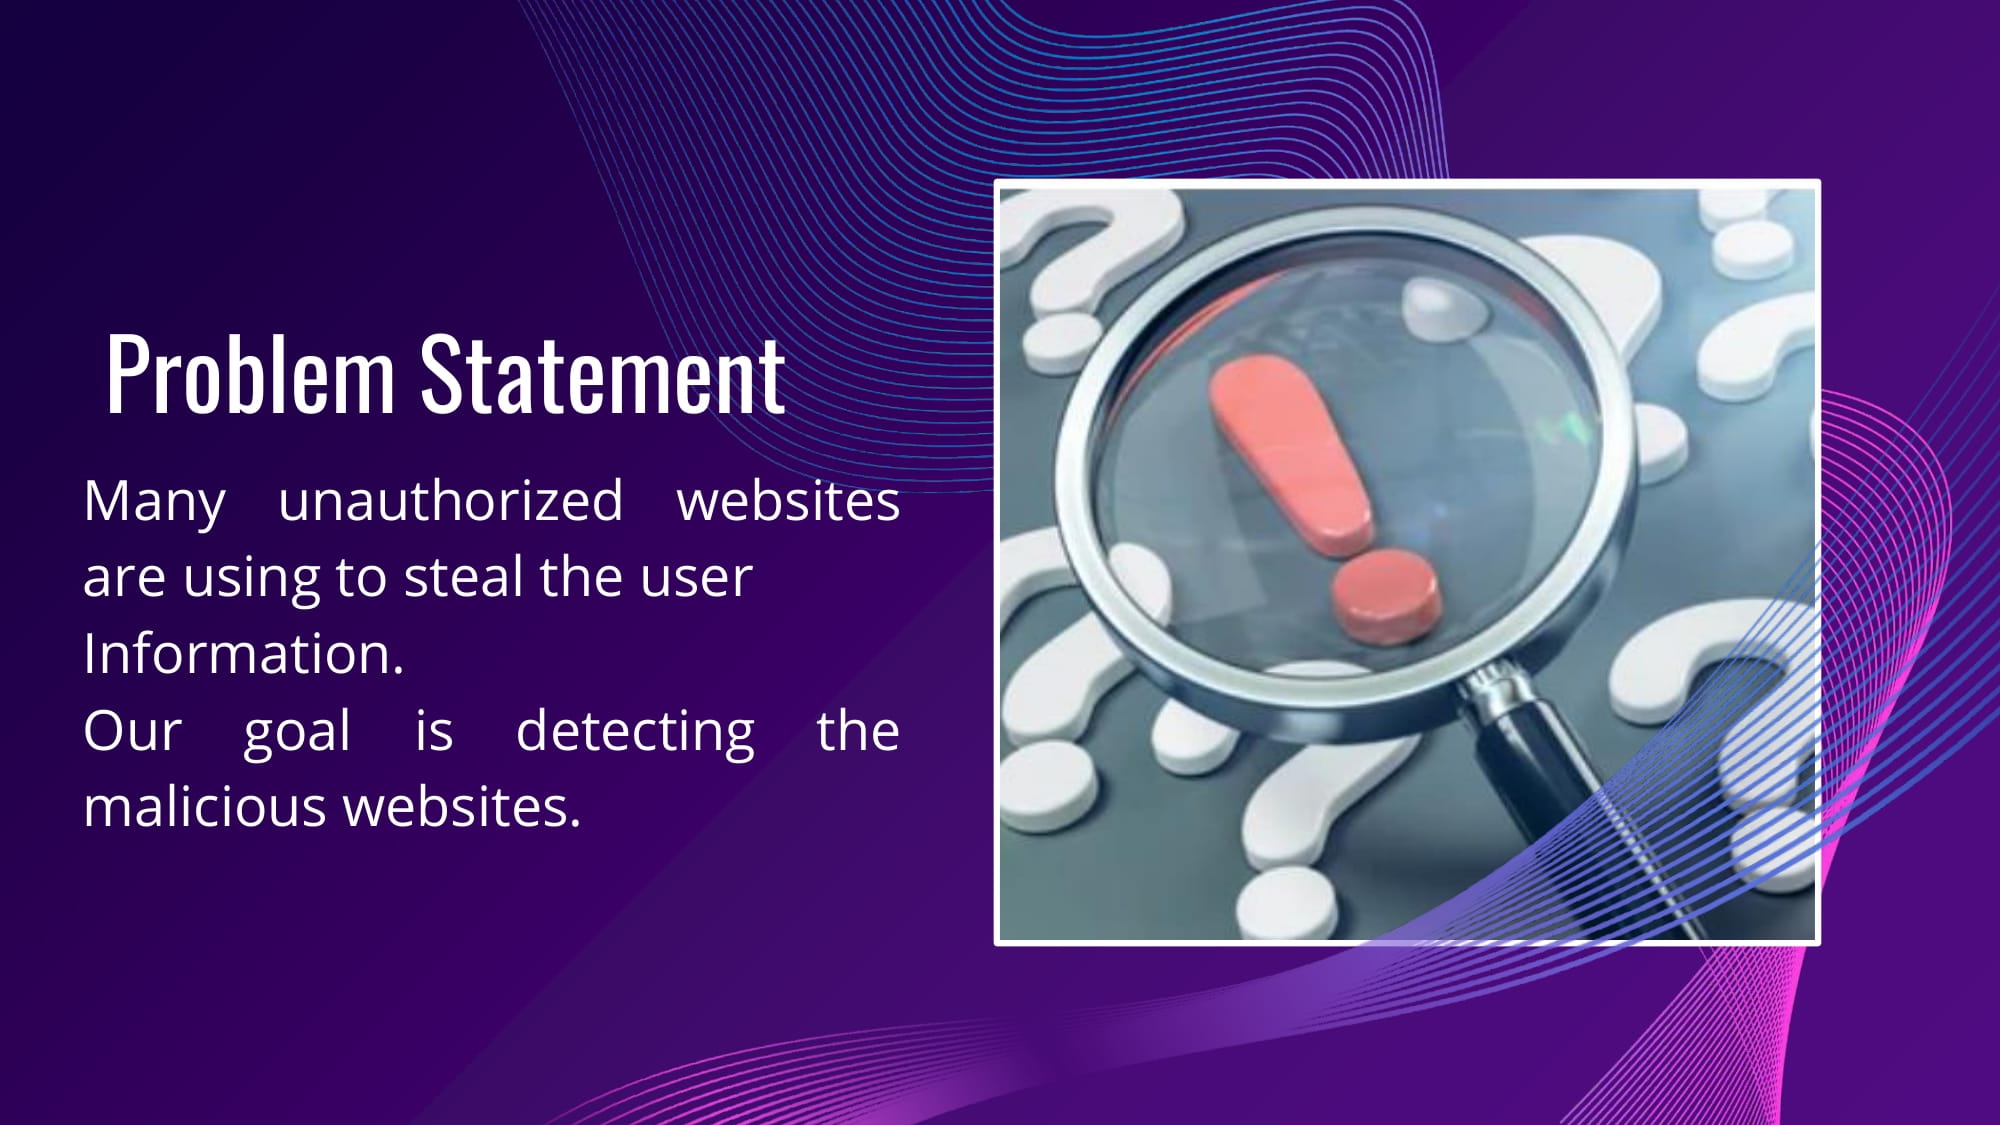 Problem Statement
Many unauthorized websites
are using to steal the user
Information.
Our goal is detecting the
malicious websites.